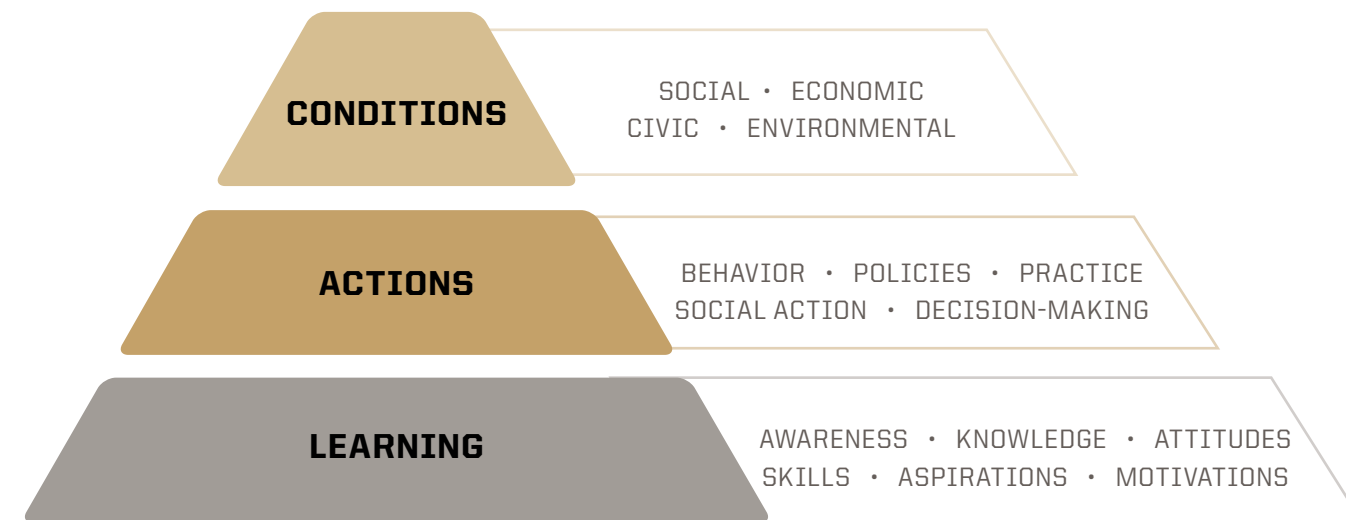 CONDITIONS
SOCIAL • ECONOMIC
CIVIC • ENVIRONMENTAL
ACTIONS
BEHAVIOR • POLICIES • PRACTICE
SOCIAL ACTION • DECISION-MAKING
LEARNING
AWARENESS • KNOWLEDGE • ATTITUDES
SKILLS • ASPIRATIONS • MOTIVATIONS